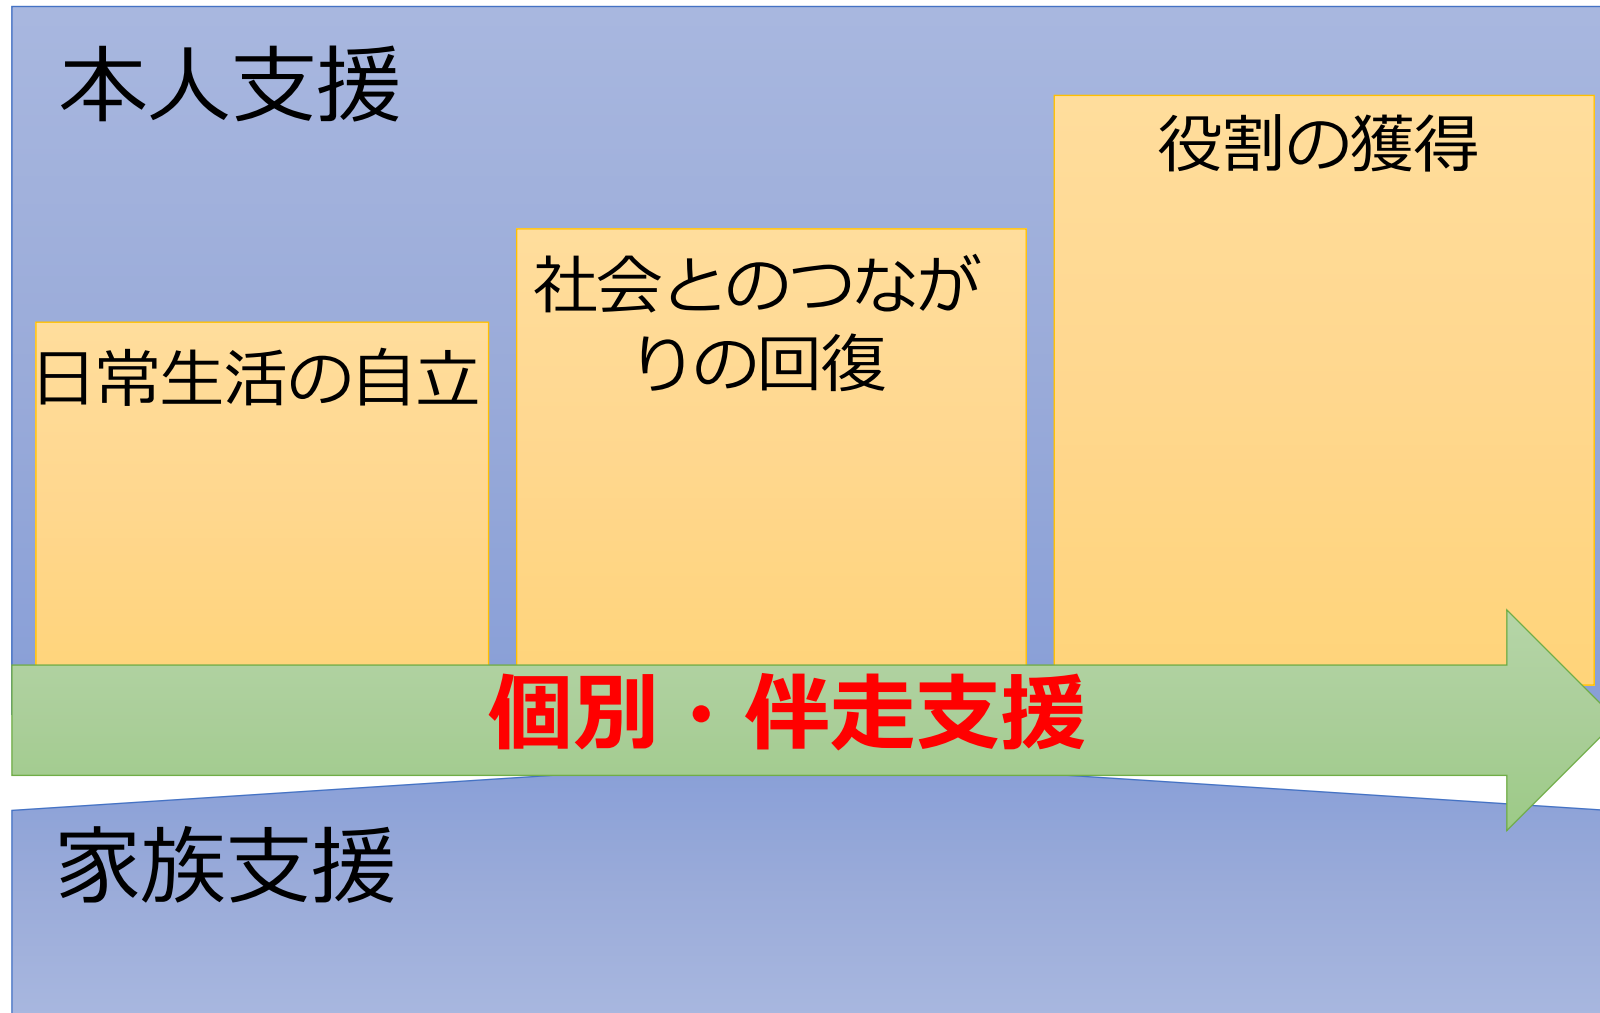 本人支援
役割の獲得
社会とのつなが
りの回復
日常生活の自立
個別・伴走支援
家族支援